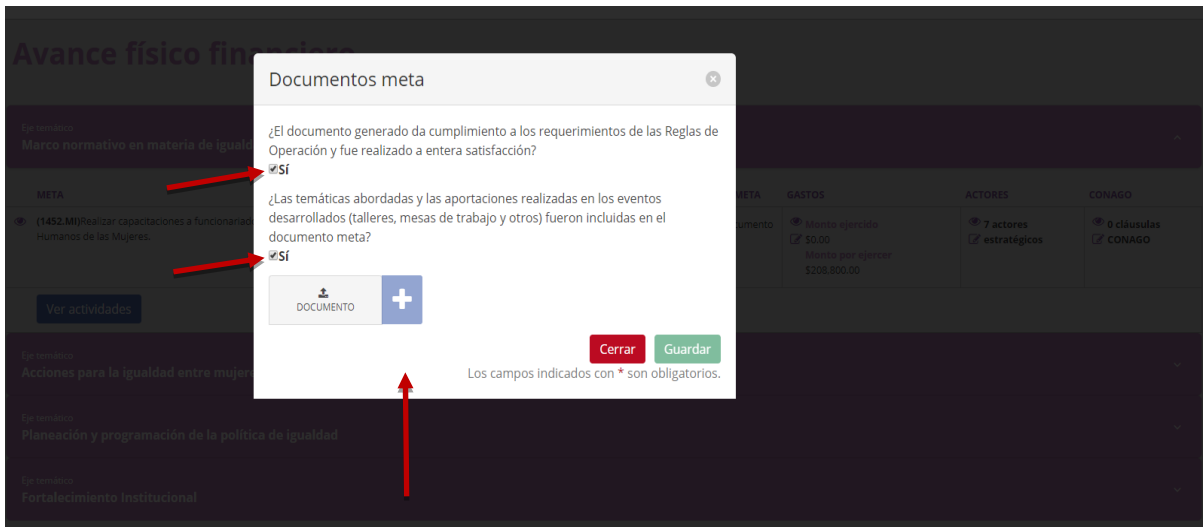 Avance físico financiero
Documentos meta
¿El documento generado da cumplimiento a los requerimientos de las Reglas de
Operación y fue realizado a entera satisfacción?
Sí
¿Las temáticas abordadas y las aportaciones realizadas en los eventos
desarrollados (talleres, mesas de trabajo y otros) fueron incluidas en el
documento meta?
Sí
DOCUMENTO
Cerrar
Guardar
Los campos indicados con * son obligatorios.
Eje temático
Marco normativo en materia de iguald
META
META
GASTOS
ACTORES
CONAGO
(1452.MI)Realizar capacitaciones a funcionariado
Humanos de las Mujeres.
cumento
Monto ejercido
$0.00
Monto por ejercer
$208,800.00
7 actores
estratégicos
0 cláusulas
CONAGO
Ver actividades
Eje temático
Acciones para la igualdad entre mujere
Eje temático
Planeación y programación de la política de igualdad
Eje temático
Fortalecimiento Institucional